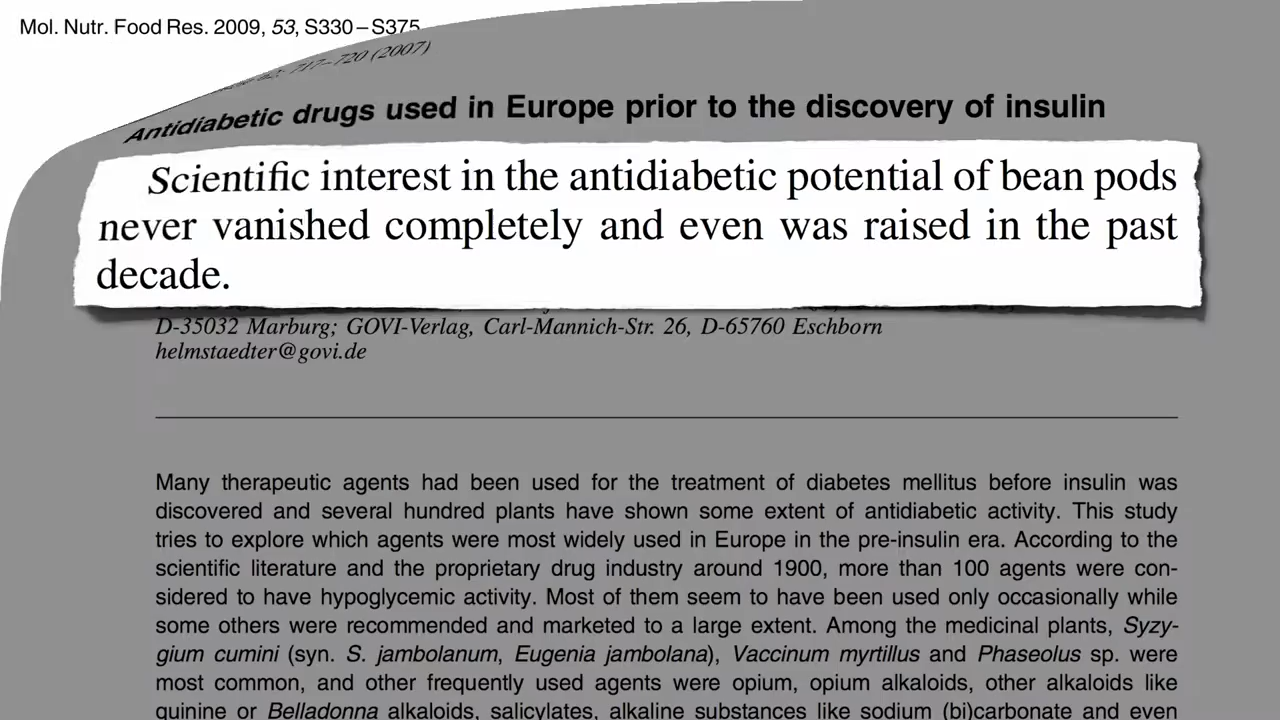 Mol. Nutr. Food Res. 2009, 53, S330–S375
717–720 (2007)
Antidiabetic drugs used in Europe prior to the discovery of insulin
Scientific interest in the antidiabetic potential of bean pods
never vanished completely and even was raised in the past
decade.
D-35032 Marburg; GOVI-Verlag, Carl-Mannich-Str. 26, D-65760 Eschborn
helmstaedter@govi.de
Many therapeutic agents had been used for the treatment of diabetes mellitus before insulin was
discovered and several hundred plants have shown some extent of antidiabetic activity. This study
tries to explore which agents were most widely used in Europe in the pre-insulin era. According to the
scientific literature and the proprietary drug industry around 1900, more than 100 agents were con-
sidered to have hypoglycemic activity. Most of them seem to have been used only occasionally while
some others were recommended and marketed to a large extent. Among the medicinal plants, Syzy-
gium cumini (syn. S. jambolanum, Eugenia jambolana), Vaccinum myrtillus and Phaseolus sp. were
most common, and other frequently used agents were opium, opium alkaloids, other alkaloids like
quinine or Belladonna alkaloids, salicylates, alkaline substances like sodium (bi)carbonate and even